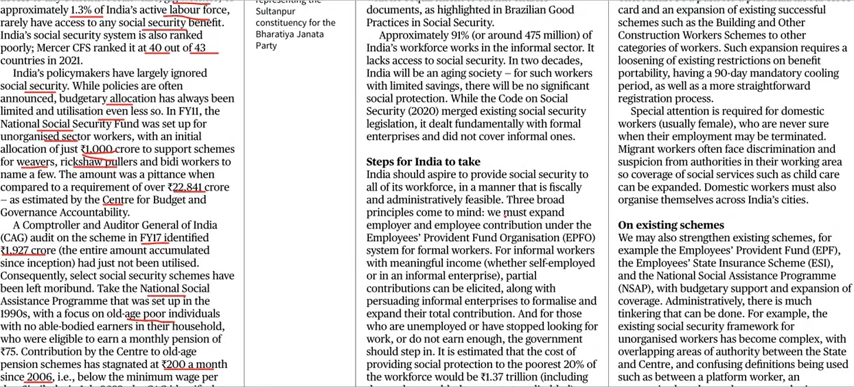 approximately 1.3% of India's active labour force,
rarely have access to any social security benefit.
India's social security system is also ranked
poorly; Mercer CFS ranked it at 40 out of 43
countries in 2021.
India's policymakers have largely ignored
social security. While policies are often
announced, budgetary allocation has always been
limited and utilisation even less so. In FY11, the
National Social Security Fund was set up for
unorganised sector workers, with an initial
allocation of just ₹1,000 crore to support schemes
for weavers, rickshaw pullers and bidi workers to
name a few. The amount was a pittance when
compared to a requirement of over ₹22,841 crore
– as estimated by the Centre for Budget and
Governance Accountability.
A Comptroller and Auditor General of India
(CAG) audit on the scheme in FY17 identified
₹1,927 crore (the entire amount accumulated
since inception) had just not been utilised.
Consequently, select social security schemes have
been left moribund. Take the National Social
Assistance Programme that was set up in the
1990s, with a focus on old-age poor individuals
with no able-bodied earners in their household,
who were eligible to earn a monthly pension of
₹75. Contribution by the Centre to old-age
pension schemes has stagnated at ₹200 a month
since 2006, i.e., below the minimum wage per
representing the
Sultanpur
constituency for the
Bharatiya Janata
Party
documents, as highlighted in Brazilian Good
Practices in Social Security.
Approximately 91% (or around 475 million) of
India's workforce works in the informal sector. It
lacks access to social security. In two decades,
India will be an aging society – for such workers
with limited savings, there will be no significant
social protection. While the Code on Social
Security (2020) merged existing social security
legislation, it dealt fundamentally with formal
enterprises and did not cover informal ones.
Steps for India to take
India should aspire to provide social security to
all of its workforce, in a manner that is fiscally
and administratively feasible. Three broad
principles come to mind: we must expand
employer and employee contribution under the
Employees' Provident Fund Organisation (EPFO)
system for formal workers. For informal workers
with meaningful income (whether self-employed
or in an informal enterprise), partial
contributions can be elicited, along with
persuading informal enterprises to formalise and
expand their total contribution. And for those
who are unemployed or have stopped looking for
work, or do not earn enough, the government
should step in. It is estimated that the cost of
providing social protection to the poorest 20% of
the workforce would be ₹1.37 trillion (including
card and an expansion of existing successful
schemes such as the Building and Other
Construction Workers Schemes to other
categories of workers. Such expansion requires a
loosening of existing restrictions on benefit
portability, having a 90-day mandatory cooling
period, as well as a more straightforward
registration process.
Special attention is required for domestic
workers (usually female), who are never sure
when their employment may be terminated.
Migrant workers often face discrimination and
suspicion from authorities in their working area
so coverage of social services such as child care
can be expanded. Domestic workers must also
organise themselves across India's cities.
On existing schemes
We may also strengthen existing schemes, for
example the Employees' Provident Fund (EPF),
the Employees' State Insurance Scheme (ESI),
and the National Social Assistance Programme
(NSAP), with budgetary support and expansion of
coverage. Administratively, there is much
tinkering that can be done. For example, the
existing social security framework for
unorganised workers has become complex, with
overlapping areas of authority between the State
and Centre, and confusing definitions being used
such as between a platform worker, an